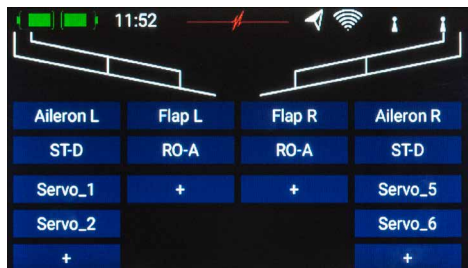 11:52
Aileron L Flap L Flap R Aileron R
ST-D RO-A RO-A ST-D
Servo_1 + + Servo_5
Servo_2 Servo_6
+ +